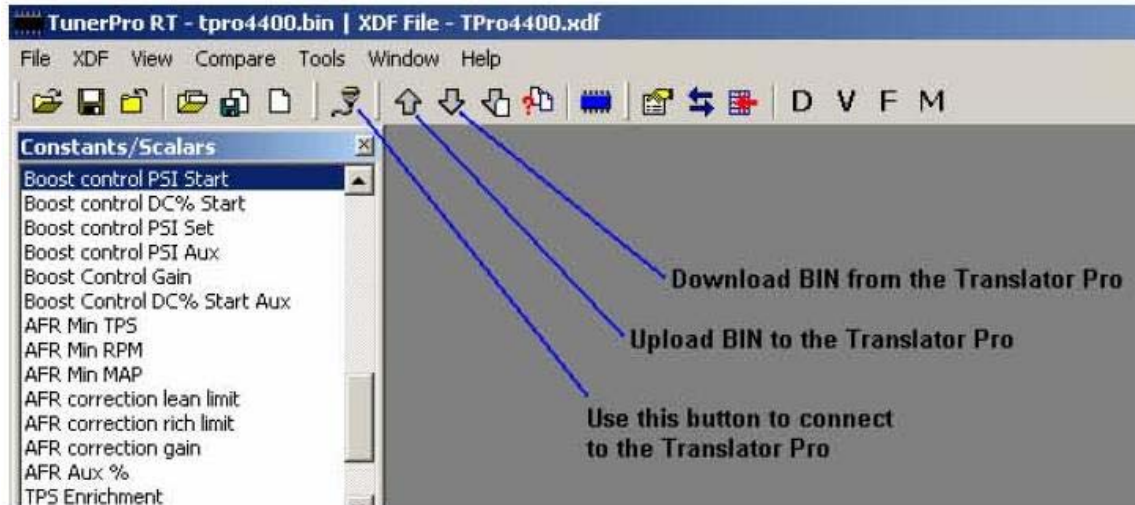 TunerPro RT - tpro4400.bin | XDF File - TPro4400.xdf
File XDF View Compare Tools Window Help
D V F M
Constants/Scalars
Boost control PSI Start
Boost control DC% Start
Boost control PSI Set
Boost control PSI Aux
Boost Control Gain
Boost Control DC% Start Aux
AFR Min TPS
AFR Min RPM
AFR Min MAP
AFR correction lean limit
AFR correction rich limit
AFR correction gain
AFR Aux %
TPS Enrichment
Download BIN from the Translator Pro
Upload BIN to the Translator Pro
Use this button to connect
to the Translator Pro